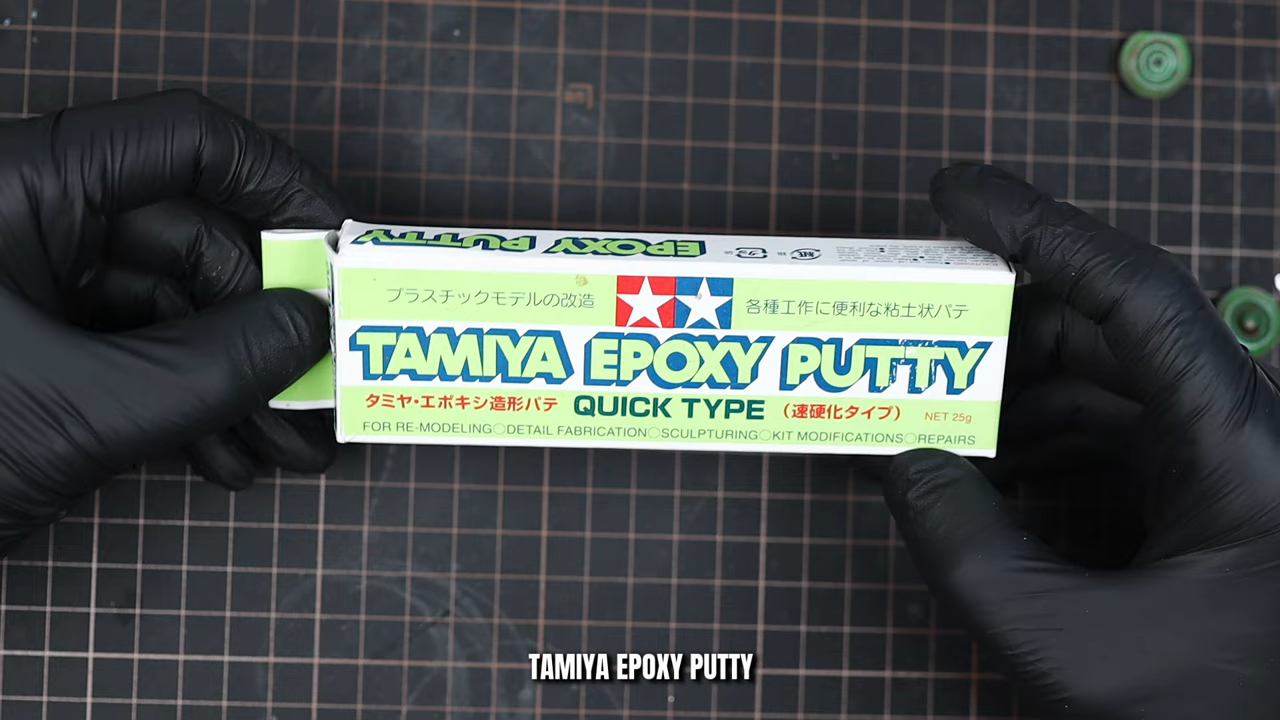 EPOXY PUTTY
プラスチックモデルの改造
各種工作に便利な粘土状パテ
TAMIYA EPOXY PUTTY
タミヤ・エポキシ造形パテ QUICK TYPE (速硬化タイプ) NET 25g
FOR RE-MODELING○DETAIL FABRICATION○SCULPTURING○KIT MODIFICATIONS○REPAIRS
TAMIYA EPOXY PUTTY